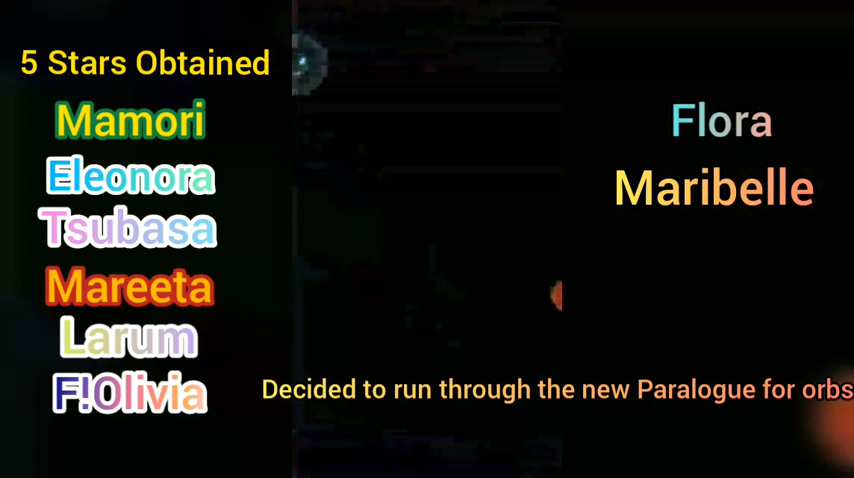 5 Stars Obtained
Mamori
Eleonora
Tsubasa
Mareeta
Larum
F!Olivia
Flora
Maribelle
Decided to run through the new Paralogue for orbs